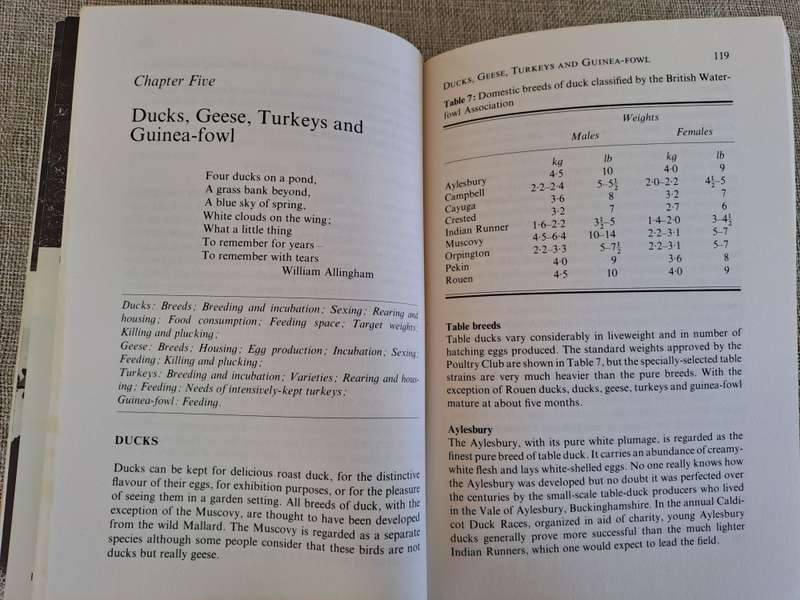 Chapter Five
Ducks, Geese, Turkeys and
Guinea-fowl
Four ducks on a pond,
A grass bank beyond,
A blue sky of spring,
White clouds on the wing;
What a little thing
To remember for years—
To remember with tears
William Allingham
Ducks: Breeds; Breeding and incubation; Sexing; Rearing and
housing; Food consumption; Feeding space; Target weights;
Killing and plucking;
Geese: Breeds; Housing; Egg production; Incubation; Sexing;
Feeding; Killing and plucking;
Turkeys: Breeding and incubation; Varieties; Rearing and hous-
ing; Feeding; Needs of intensively-kept turkeys;
Guinea-fowl: Feeding.
DUCKS
Ducks can be kept for delicious roast duck, for the distinctive
flavour of their eggs, for exhibition purposes, or for the pleasure
of seeing them in a garden setting. All breeds of duck, with the
exception of the Muscovy, are thought to have been developed
from the wild Mallard. The Muscovy is regarded as a separate
species although some people consider that these birds are not
ducks but really geese.
DUCKS, GEESE, TURKEYS AND GUINEA-FOWL 119
Table 7: Domestic breeds of duck classified by the British Water-
fowl Association
Weights
Males Females
kg lb kg lb
Aylesbury 4·5 10 4·0 9
Campbell 2·2–2·4 5–5½ 2·0–2·2 4½–5
Cayuga 3·6 8 3·2 7
Crested 3·2 7 2·7 6
Indian Runner 1·6–2·2 3½–5 1·4–2·0 3–4½
Muscovy 4·5–6·4 10–14 2·2–3·1 5–7
Orpington 2·2–3·3 5–7½ 2·2–3·1 5–7
Pekin 4·0 9 3·6 8
Rouen 4·5 10 4·0 9
Table breeds
Table ducks vary considerably in liveweight and in number of
hatching eggs produced. The standard weights approved by the
Poultry Club are shown in Table 7, but the specially-selected table
strains are very much heavier than the pure breeds. With the
exception of Rouen ducks, ducks, geese, turkeys and guinea-fowl
mature at about five months.
Aylesbury
The Aylesbury, with its pure white plumage, is regarded as the
finest pure breed of table duck. It carries an abundance of creamy-
white flesh and lays white-shelled eggs. No one really knows how
the Aylesbury was developed but no doubt it was perfected over
the centuries by the small-scale table-duck producers who lived
in the Vale of Aylesbury, Buckinghamshire. In the annual Caldi-
cot Duck Races, organized in aid of charity, young Aylesbury
ducks generally prove more successful than the much lighter
Indian Runners, which one would expect to lead the field.